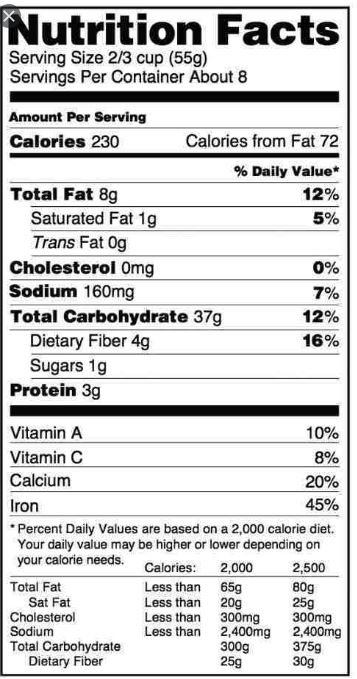 Nutrition Facts
Serving Size 2/3 cup (55g)
Servings Per Container About 8
Amount Per Serving
Calories 230 Calories from Fat 72
% Daily Value*
Total Fat 8g 12%
Saturated Fat 1g 5%
Trans Fat 0g
Cholesterol 0mg 0%
Sodium 160mg 7%
Total Carbohydrate 37g 12%
Dietary Fiber 4g 16%
Sugars 1g
Protein 3g
Vitamin A 10%
Vitamin C 8%
Calcium 20%
Iron 45%
* Percent Daily Values are based on a 2,000 calorie diet.
Your daily value may be higher or lower depending on
your calorie needs.
Calories: 2,000 2,500
Total Fat Less than 65g 80g
Sat Fat Less than 20g 25g
Cholesterol Less than 300mg 300mg
Sodium Less than 2,400mg 2,400mg
Total Carbohydrate 300g 375g
Dietary Fiber 25g 30g